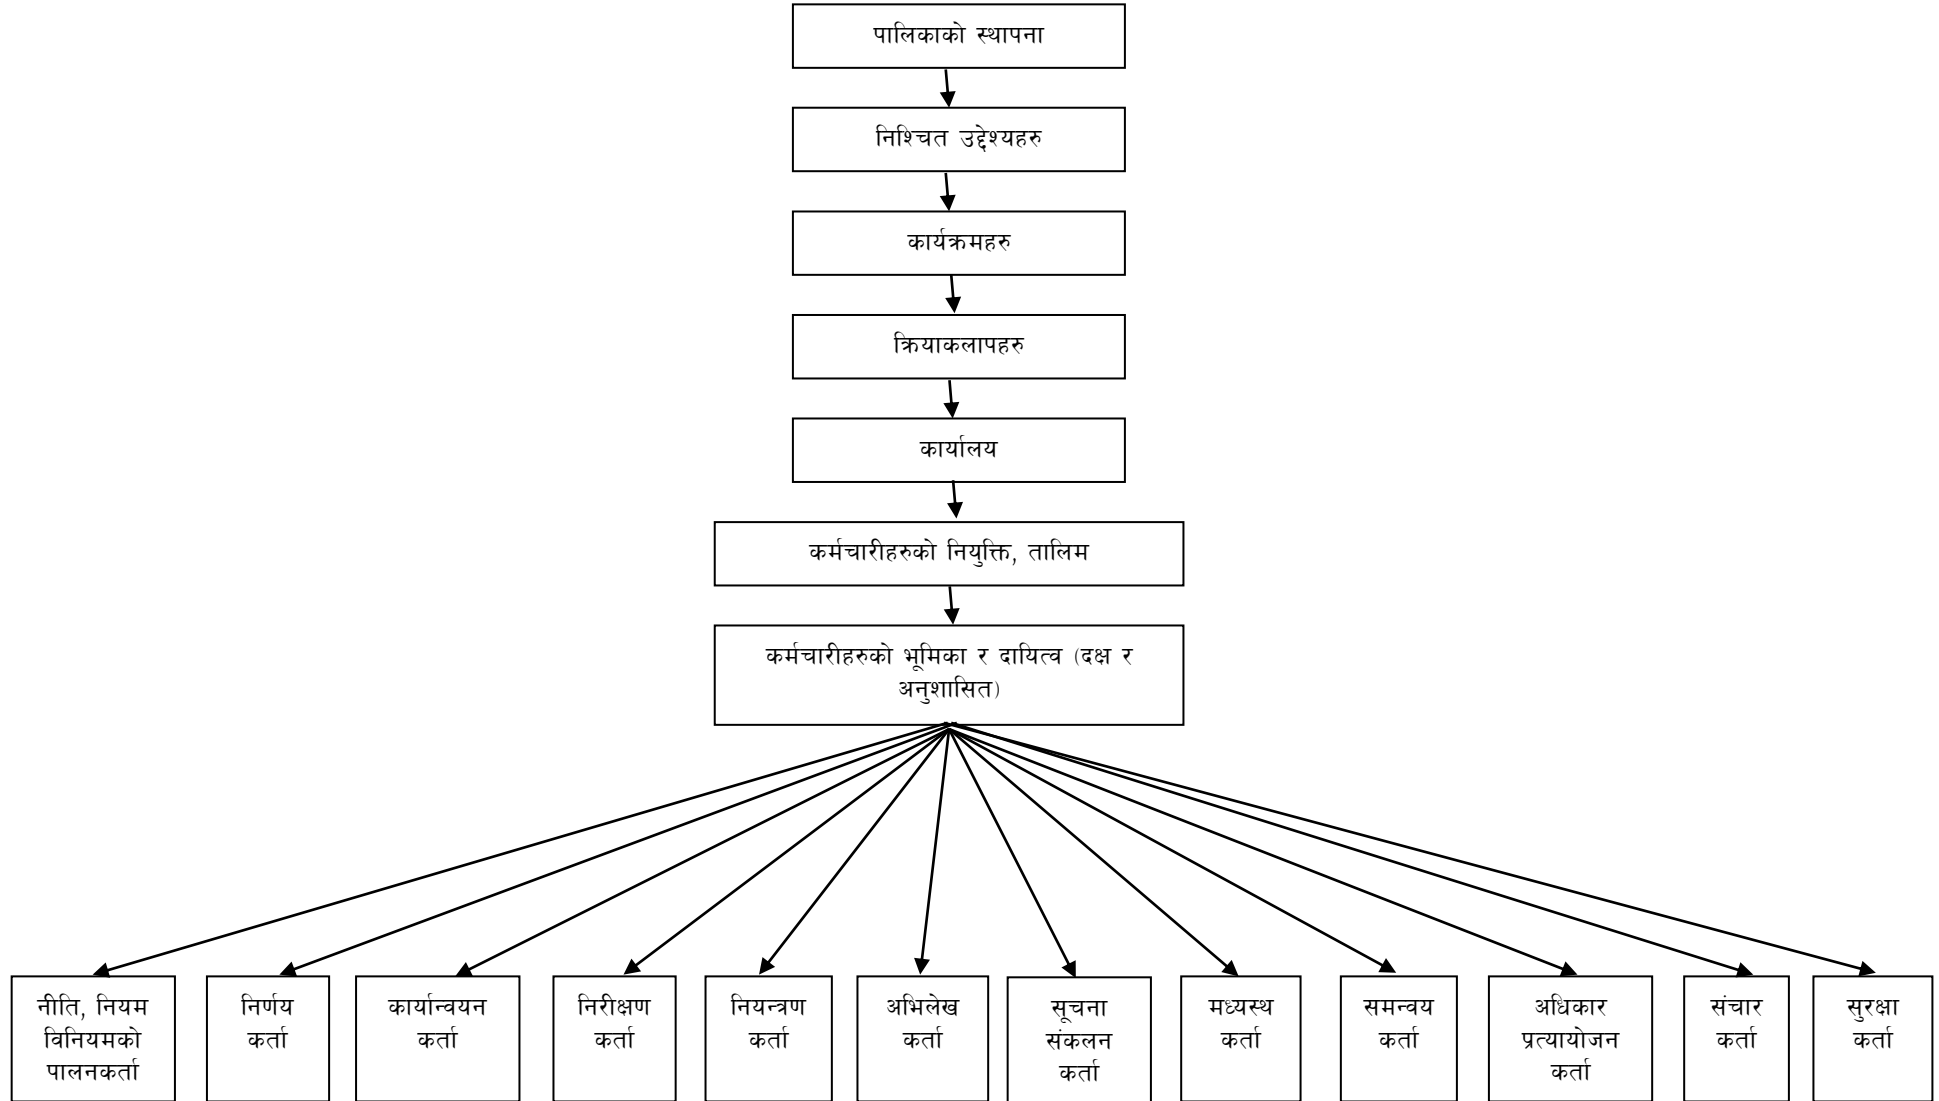 पालिकाको स्थापना
निश्चित उद्देश्यहरु
कार्यक्रमहरु
क्रियाकलापहरु
कार्यालय
कर्मचारीहरुको नियुक्ति, तालिम
कर्मचारीहरुको भूमिका र दायित्व (दक्ष र
अनुशासित)
नीति, नियम
विनियमको
पालनकर्ता
निर्णय
कर्ता
कार्यान्वयन
कर्ता
निरीक्षण
कर्ता
नियन्त्रण
कर्ता
अभिलेख
कर्ता
सूचना
संकलन
कर्ता
मध्यस्थ
कर्ता
समन्वय
कर्ता
अधिकार
प्रत्यायोजन
कर्ता
संचार
कर्ता
सुरक्षा
कर्ता